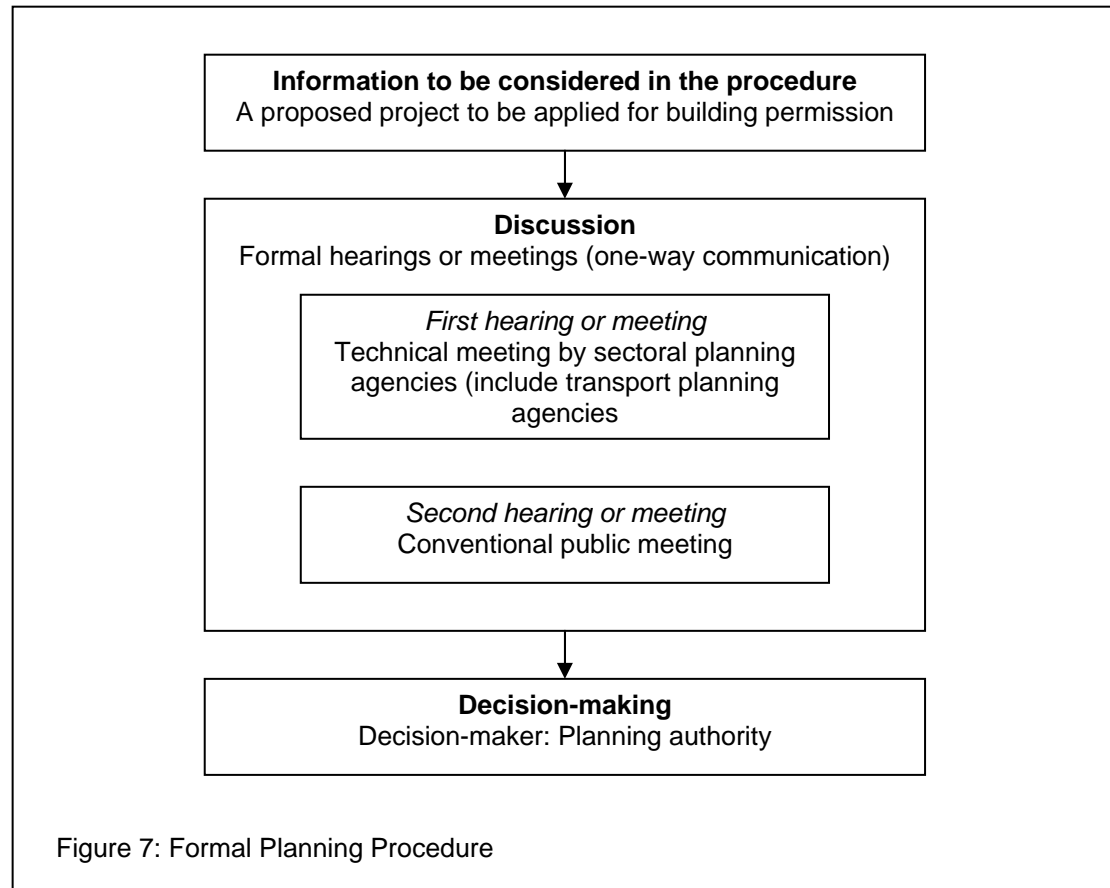 Information to be considered in the procedure
A proposed project to be applied for building permission
Discussion
Formal hearings or meetings (one-way communication)
First hearing or meeting
Technical meeting by sectoral planning
agencies (include transport planning
agencies
Second hearing or meeting
Conventional public meeting
Decision-making
Decision-maker: Planning authority
Figure 7: Formal Planning Procedure